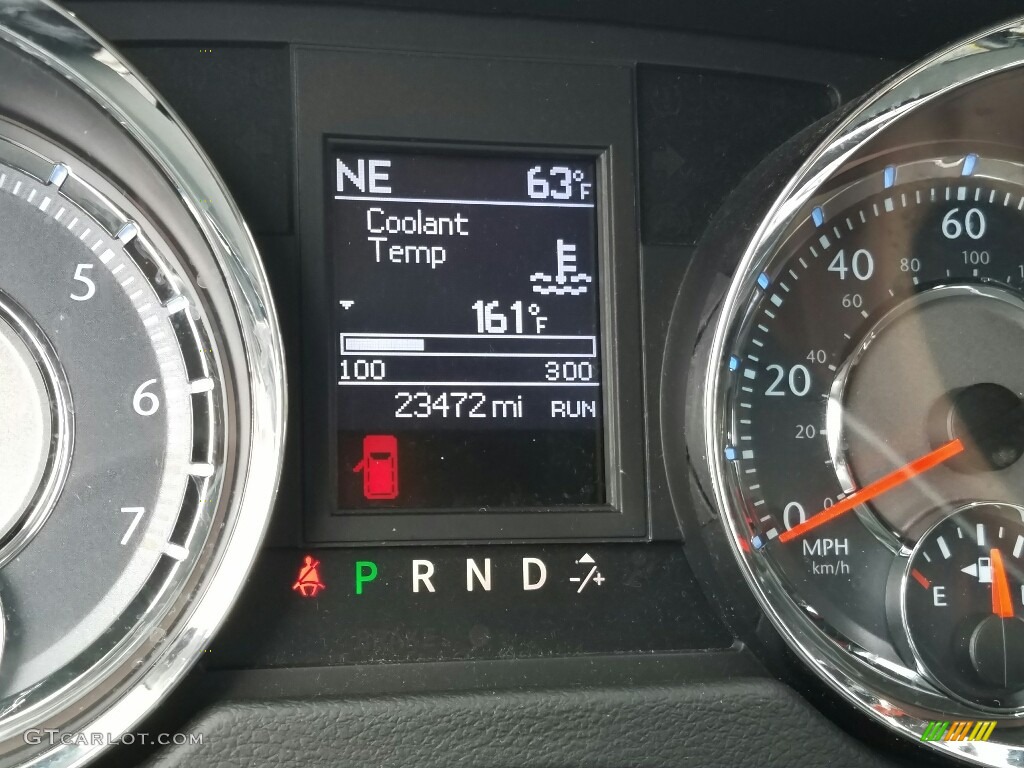 NE 63°F
Coolant
Temp
161°F
100 300
23472 mi RUN
P R N D -/+
5
6
7
0
20
40
60
0
20
40
60
80
100
MPH
km/h
E
GTCARLOT.COM